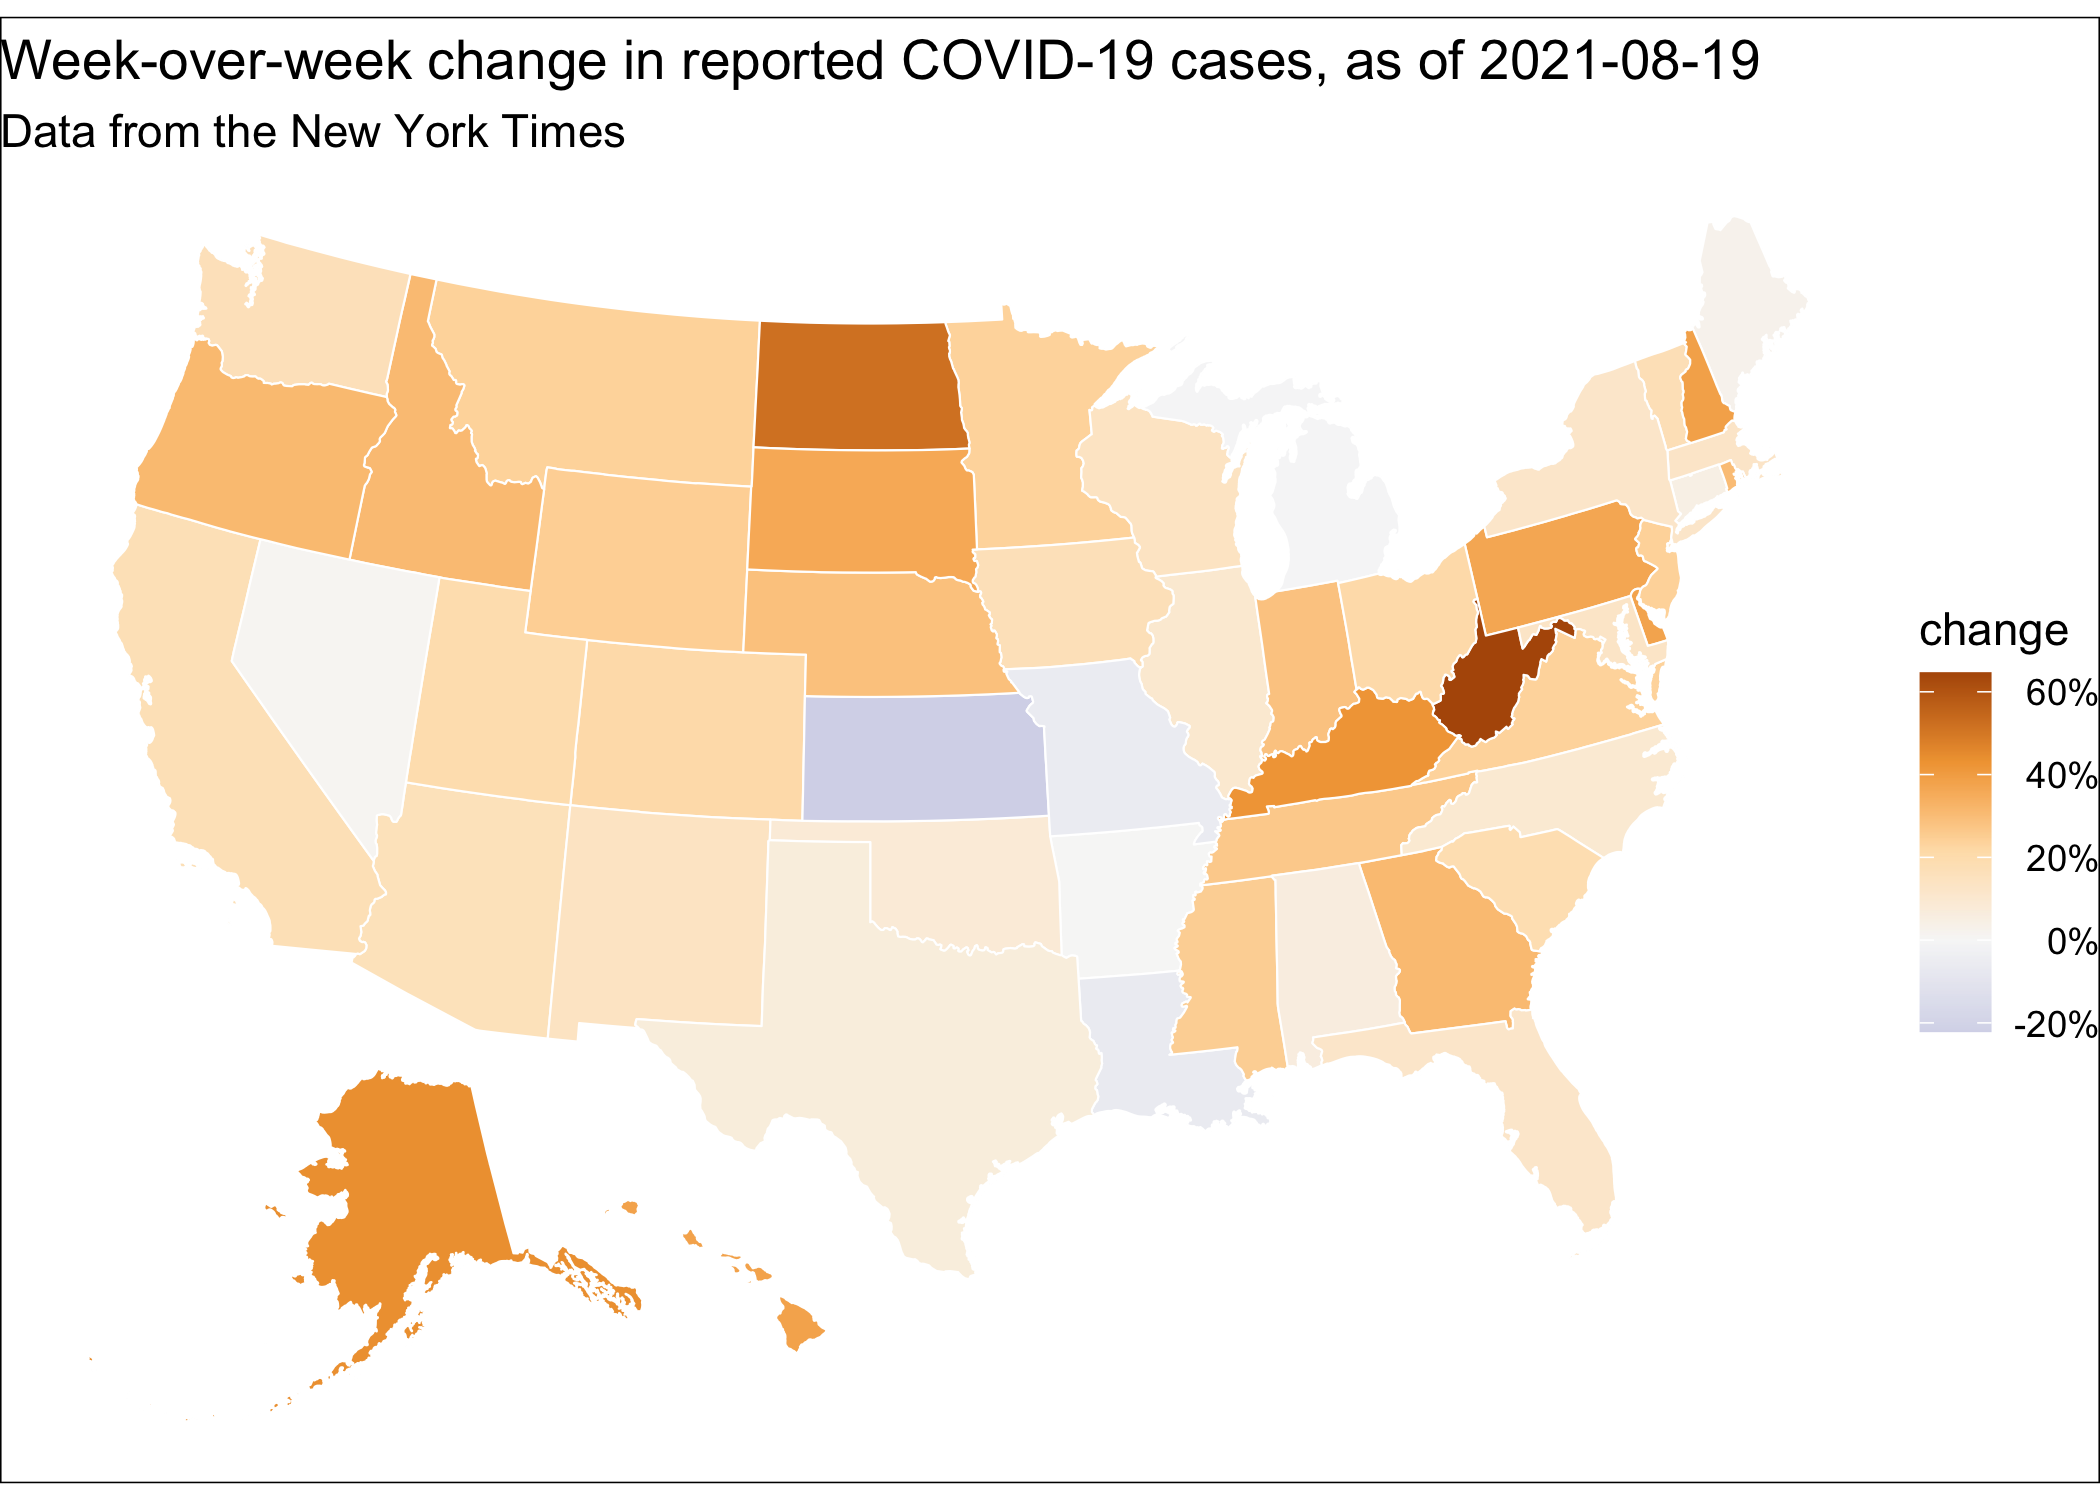 Week-over-week change in reported COVID-19 cases, as of 2021-08-19
Data from the New York Times
change
60%
40%
20%
0%
-20%